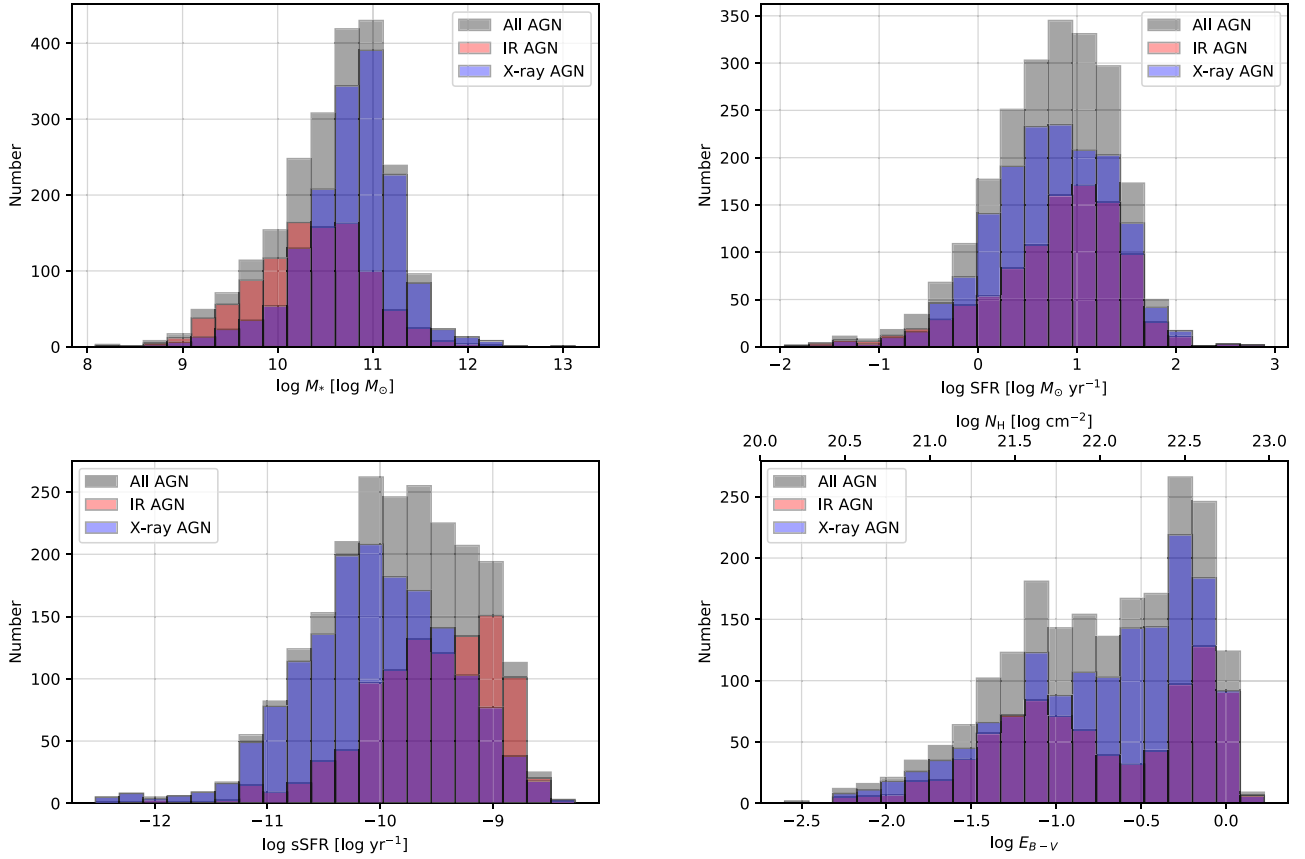 All AGN
IR AGN
X-ray AGN
400
300
200
100
0
Number
8
9
10
11
12
13
log M* [log M⊙]
All AGN
IR AGN
X-ray AGN
350
300
250
200
150
100
50
0
Number
−2
−1
0
1
2
3
log SFR [log M⊙ yr−1]
All AGN
IR AGN
X-ray AGN
250
200
150
100
50
0
Number
−12
−11
−10
−9
log sSFR [log yr−1]
log NH [log cm−2]
20.0
20.5
21.0
21.5
22.0
22.5
23.0
All AGN
IR AGN
X-ray AGN
250
200
150
100
50
0
Number
−2.5
−2.0
−1.5
−1.0
−0.5
0.0
log EB−V